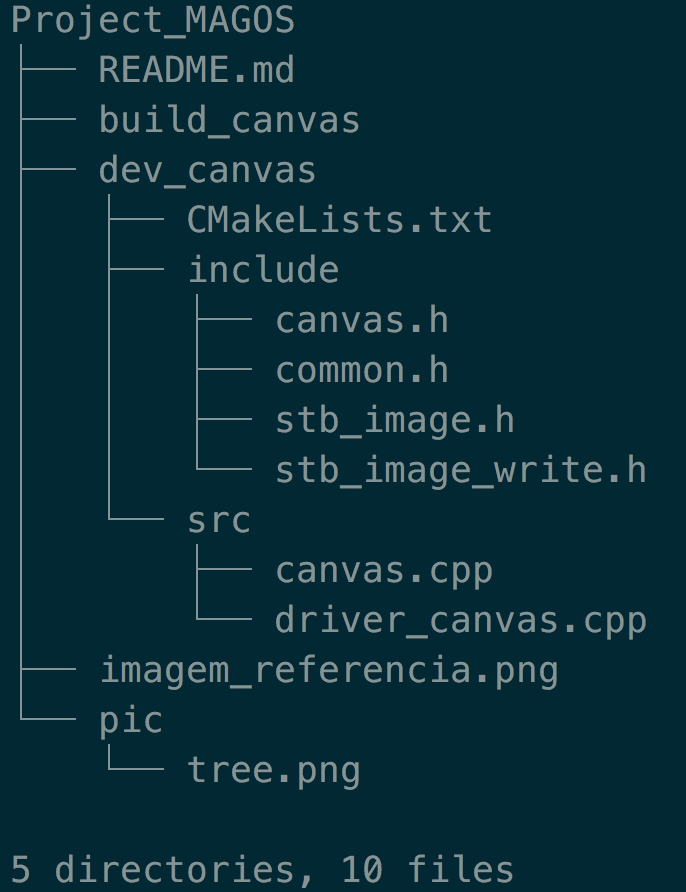 Project_MAGOS
├── README.md
├── build_canvas
├── dev_canvas
│   ├── CMakeLists.txt
│   ├── include
│   │   ├── canvas.h
│   │   ├── common.h
│   │   ├── stb_image.h
│   │   └── stb_image_write.h
│   └── src
│       ├── canvas.cpp
│       └── driver_canvas.cpp
├── imagem_referencia.png
└── pic
    └── tree.png
5 directories, 10 files